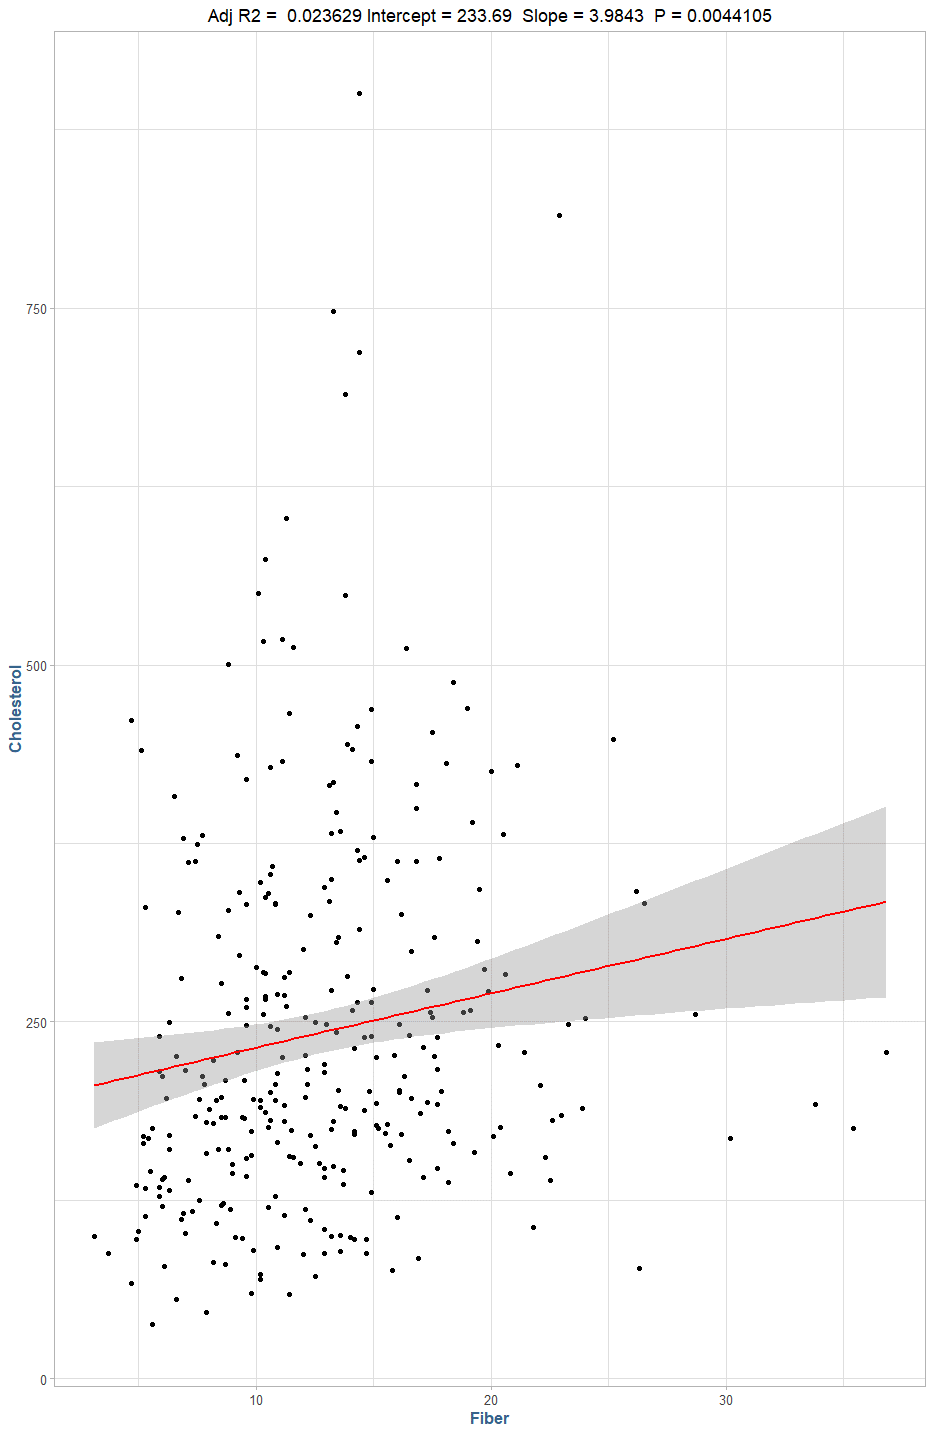 Adj R2 =  0.023629 Intercept = 233.69  Slope = 3.9843  P = 0.0044105
750
500
250
0
Cholesterol
10 20 30
Fiber